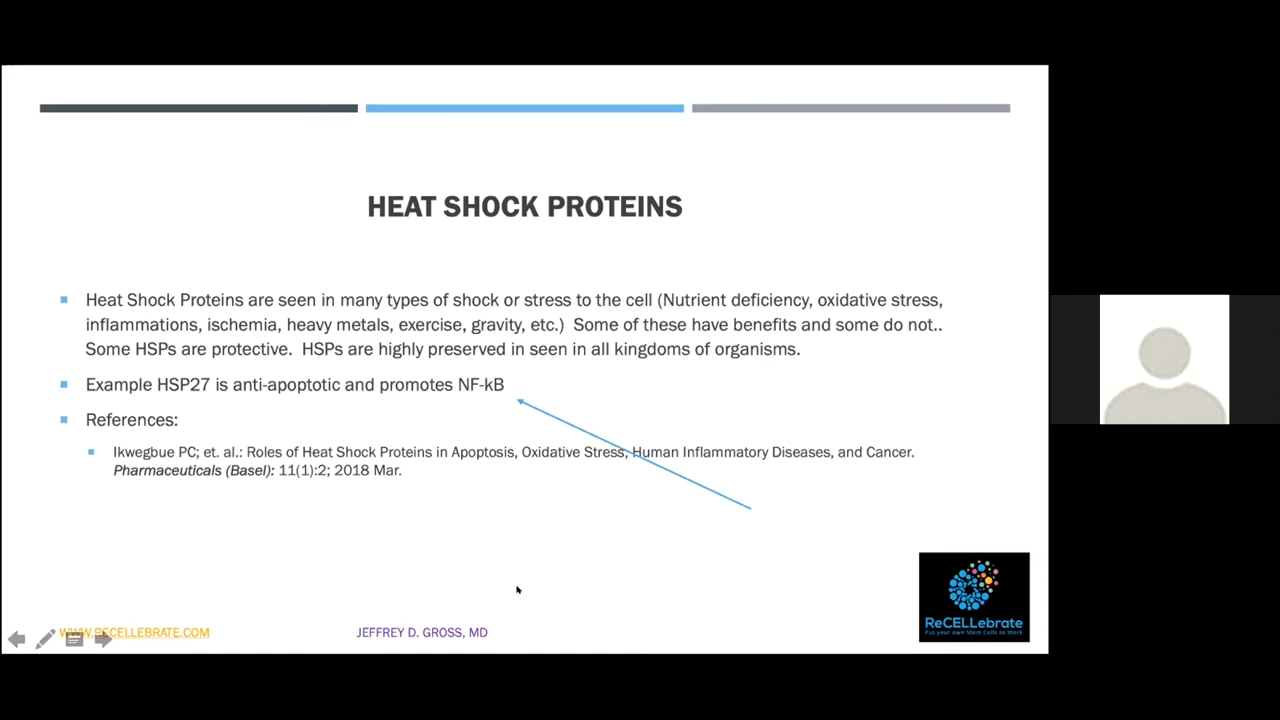 HEAT SHOCK PROTEINS
Heat Shock Proteins are seen in many types of shock or stress to the cell (Nutrient deficiency, oxidative stress,
inflammations, ischemia, heavy metals, exercise, gravity, etc.)  Some of these have benefits and some do not..
Some HSPs are protective.  HSPs are highly preserved in seen in all kingdoms of organisms.
Example HSP27 is anti-apoptotic and promotes NF-kB
References:
Ikwegbue PC; et. al.: Roles of Heat Shock Proteins in Apoptosis, Oxidative Stress, Human Inflammatory Diseases, and Cancer.
Pharmaceuticals (Basel): 11(1):2; 2018 Mar.
WWW.RECELLEBRATE.COM
JEFFREY D. GROSS, MD
ReCELLebrate
Put your own Stem Cells to Work